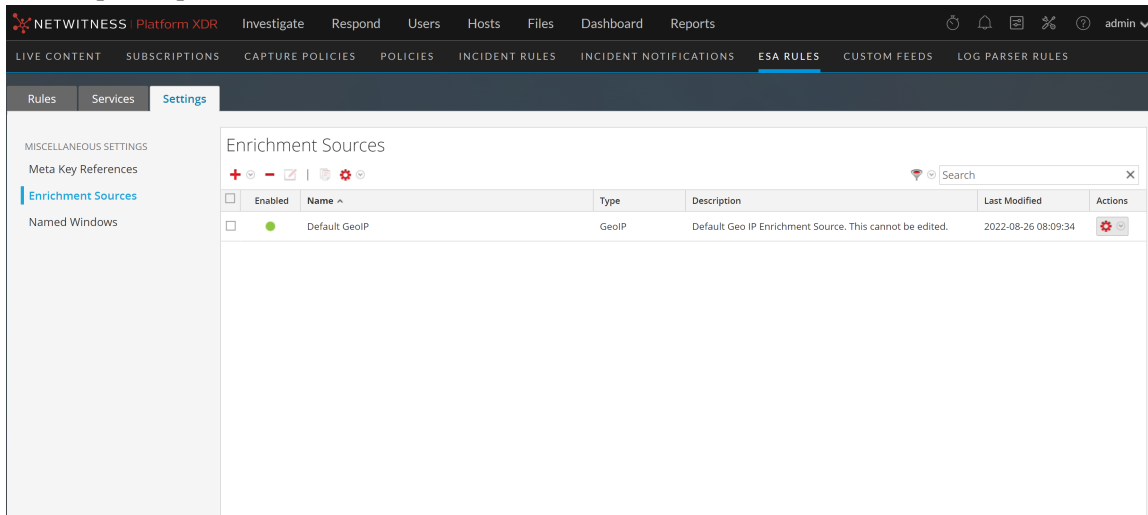 NETWITNESS | Platform XDR Investigate Respond Users Hosts Files Dashboard Reports admin
LIVE CONTENT SUBSCRIPTIONS CAPTURE POLICIES POLICIES INCIDENT RULES INCIDENT NOTIFICATIONS ESA RULES CUSTOM FEEDS LOG PARSER RULES
Rules Services Settings
MISCELLANEOUS SETTINGS
Meta Key References
Enrichment Sources
Named Windows
Enrichment Sources
Search
Enabled Name Type Description Last Modified Actions
Default GeoIP GeoIP Default Geo IP Enrichment Source. This cannot be edited. 2022-08-26 08:09:34